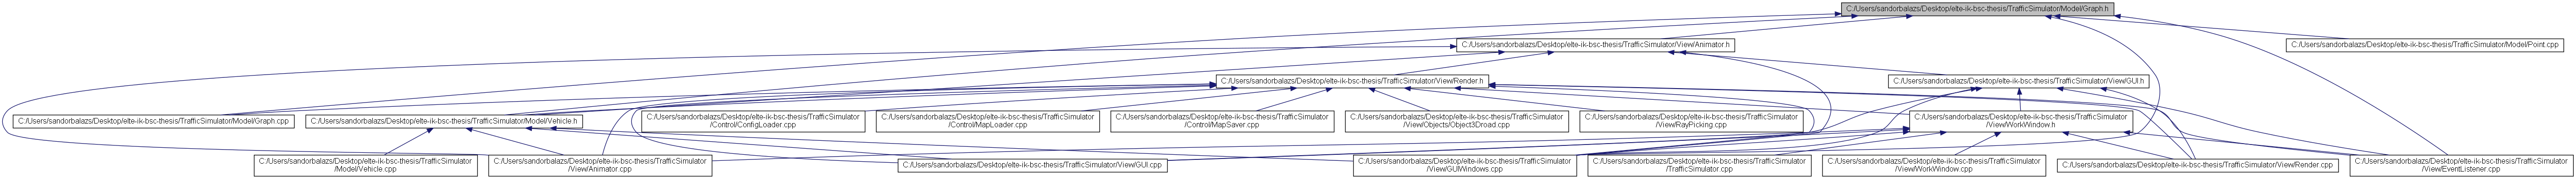 C:/Users/sandorbalazs/Desktop/elte-ik-bsc-thesis/TrafficSimulator/Model/Graph.h
C:/Users/sandorbalazs/Desktop/elte-ik-bsc-thesis/TrafficSimulator/View/Animator.h
C:/Users/sandorbalazs/Desktop/elte-ik-bsc-thesis/TrafficSimulator/Model/Point.cpp
C:/Users/sandorbalazs/Desktop/elte-ik-bsc-thesis/TrafficSimulator/View/Render.h
C:/Users/sandorbalazs/Desktop/elte-ik-bsc-thesis/TrafficSimulator/View/GUI.h
C:/Users/sandorbalazs/Desktop/elte-ik-bsc-thesis/TrafficSimulator/Model/Graph.cpp
C:/Users/sandorbalazs/Desktop/elte-ik-bsc-thesis/TrafficSimulator/Model/Vehicle.h
C:/Users/sandorbalazs/Desktop/elte-ik-bsc-thesis/TrafficSimulator
/Control/ConfigLoader.cpp
C:/Users/sandorbalazs/Desktop/elte-ik-bsc-thesis/TrafficSimulator
/Control/MapLoader.cpp
C:/Users/sandorbalazs/Desktop/elte-ik-bsc-thesis/TrafficSimulator
/Control/MapSaver.cpp
C:/Users/sandorbalazs/Desktop/elte-ik-bsc-thesis/TrafficSimulator
/View/Objects/Object3Droad.cpp
C:/Users/sandorbalazs/Desktop/elte-ik-bsc-thesis/TrafficSimulator
/View/RayPicking.cpp
C:/Users/sandorbalazs/Desktop/elte-ik-bsc-thesis/TrafficSimulator
/View/WorkWindow.h
C:/Users/sandorbalazs/Desktop/elte-ik-bsc-thesis/TrafficSimulator
/Model/Vehicle.cpp
C:/Users/sandorbalazs/Desktop/elte-ik-bsc-thesis/TrafficSimulator
/View/Animator.cpp
C:/Users/sandorbalazs/Desktop/elte-ik-bsc-thesis/TrafficSimulator/View/GUI.cpp
C:/Users/sandorbalazs/Desktop/elte-ik-bsc-thesis/TrafficSimulator
/View/GUIWindows.cpp
C:/Users/sandorbalazs/Desktop/elte-ik-bsc-thesis/TrafficSimulator
/TrafficSimulator.cpp
C:/Users/sandorbalazs/Desktop/elte-ik-bsc-thesis/TrafficSimulator
/View/WorkWindow.cpp
C:/Users/sandorbalazs/Desktop/elte-ik-bsc-thesis/TrafficSimulator/View/Render.cpp
C:/Users/sandorbalazs/Desktop/elte-ik-bsc-thesis/TrafficSimulator
/View/EventListener.cpp